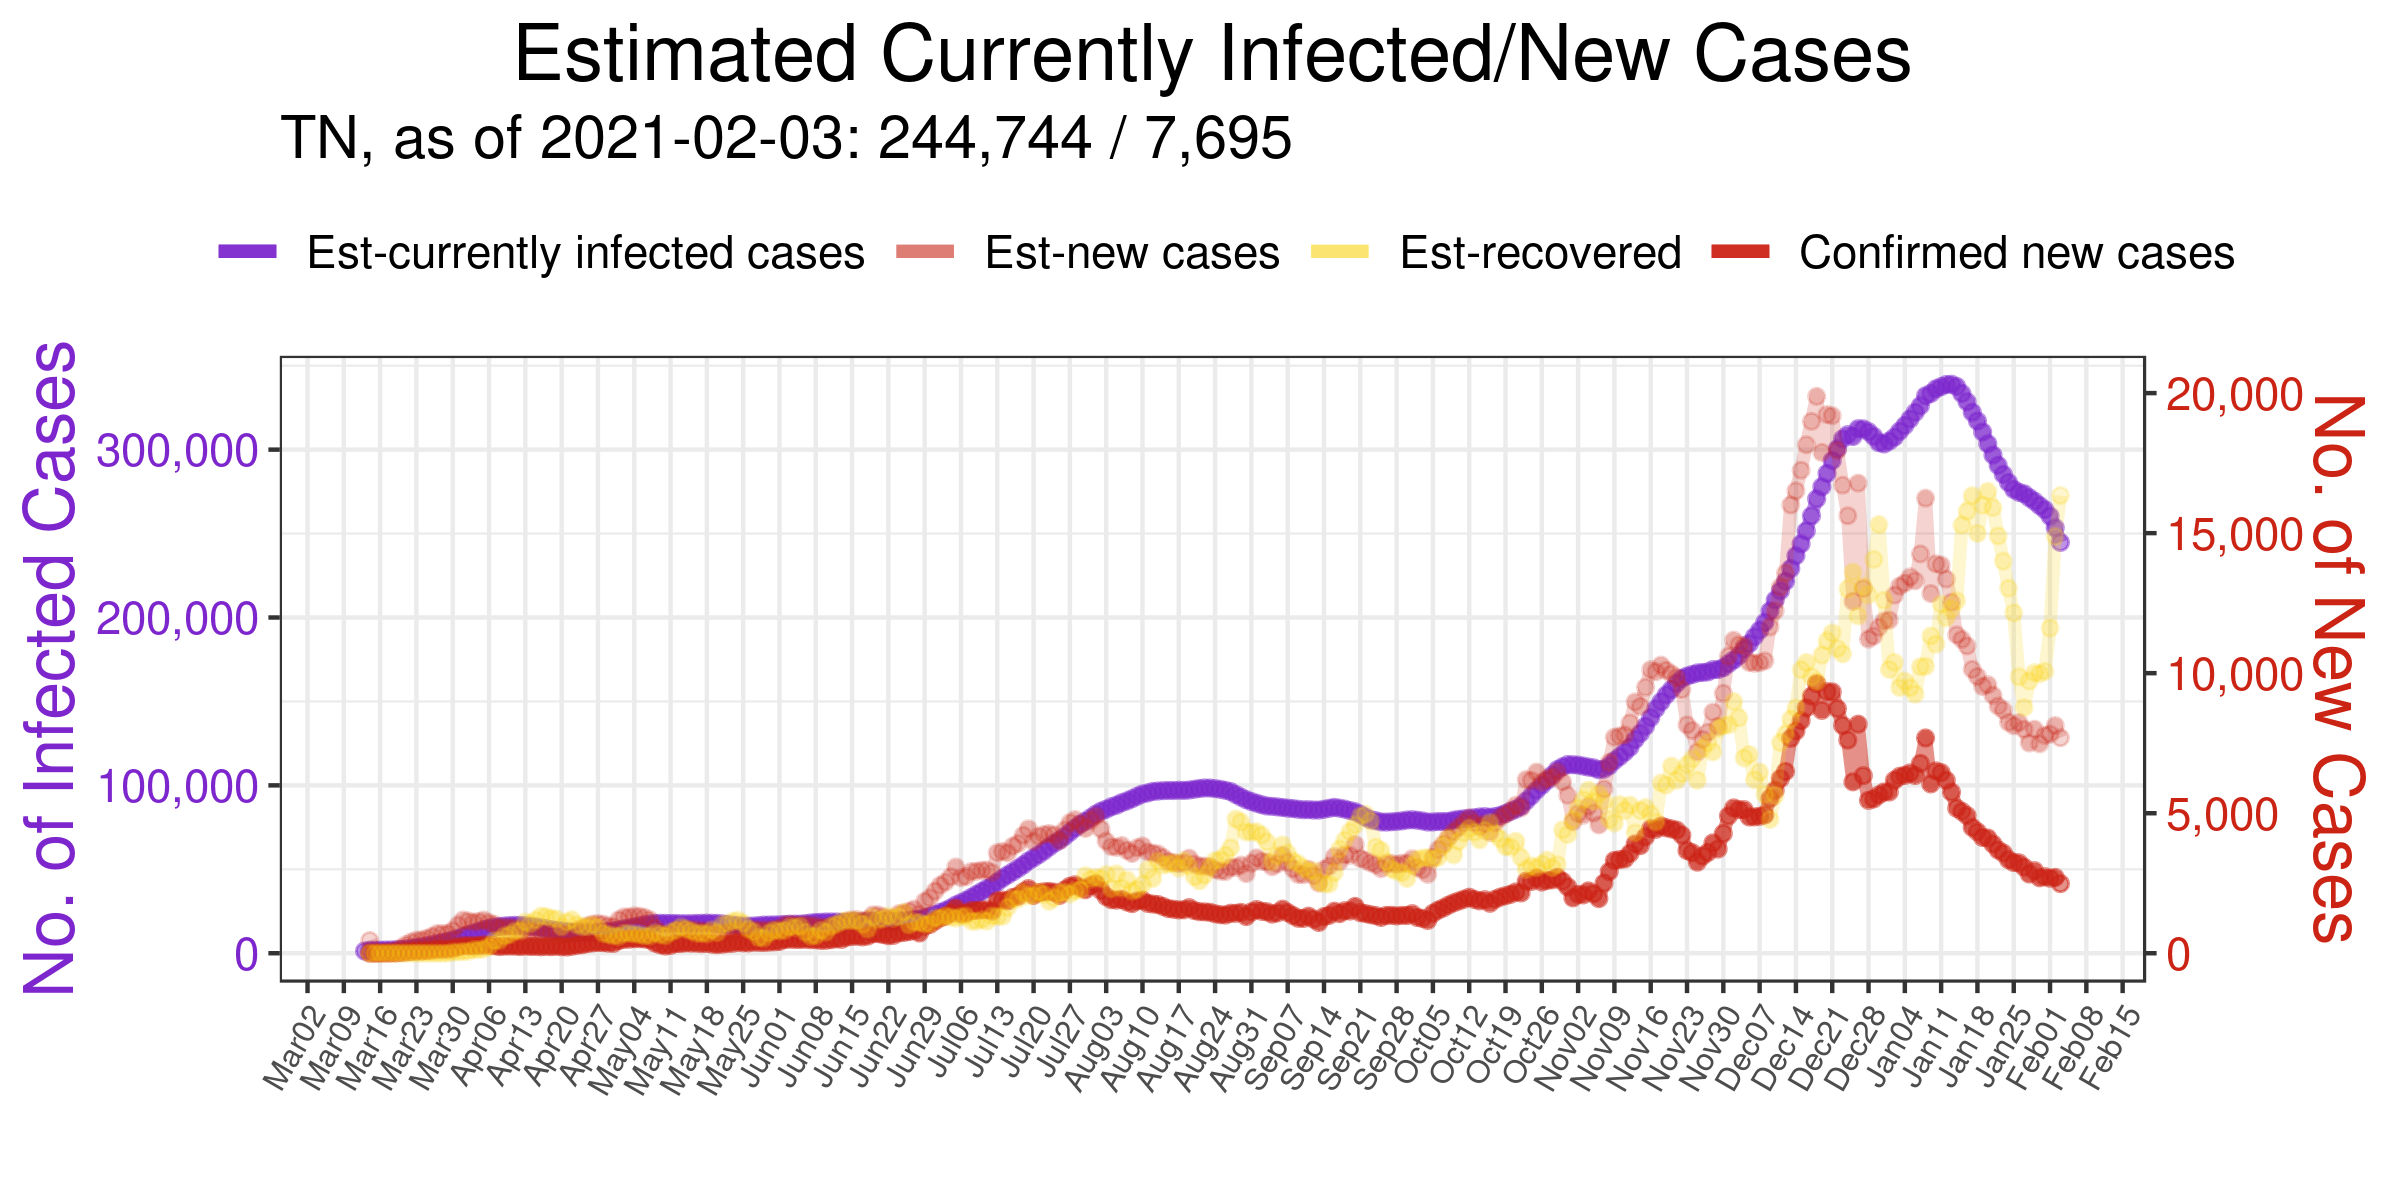 Estimated Currently Infected/New Cases
TN, as of 2021-02-03: 244,744 / 7,695
Est-currently infected cases Est-new cases Est-recovered Confirmed new cases
No. of Infected Cases
300,000
200,000
100,000
0
20,000
15,000
10,000
5,000
0
No. of New Cases
Mar02 Mar09 Mar16 Mar23 Mar30 Apr06 Apr13 Apr20 Apr27 May04 May11 May18 May25 Jun01 Jun08 Jun15 Jun22 Jun29 Jul06 Jul13 Jul20 Jul27 Aug03 Aug10 Aug17 Aug24 Aug31 Sep07 Sep14 Sep21 Sep28 Oct05 Oct12 Oct19 Oct26 Nov02 Nov09 Nov16 Nov23 Nov30 Dec07 Dec14 Dec21 Dec28 Jan04 Jan11 Jan18 Jan25 Feb01 Feb08 Feb15